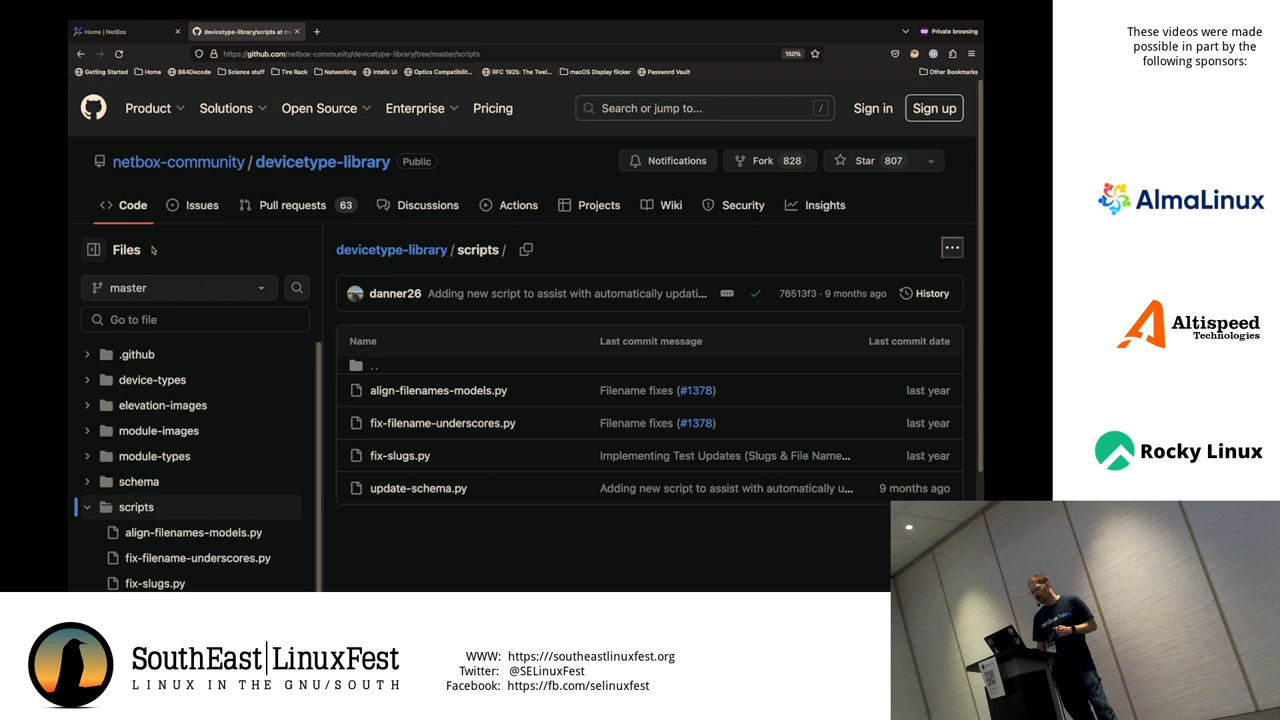 Home | NetBox
devicetype-library/scripts at m
Private browsing
https://github.com/netbox-community/devicetype-library/tree/master/scripts
150%
Getting Started
Home
B64Decode
Science stuff
Tire Rack
Networking
Intelix UI
Optics Compatibilit...
RFC 1925: The Twel...
macOS Display flicker
Password Vault
Other Bookmarks
Product
Solutions
Open Source
Enterprise
Pricing
Search or jump to...
/
Sign in
Sign up
netbox-community / devicetype-library
Public
Notifications
Fork 828
Star 807
Code
Issues
Pull requests 63
Discussions
Actions
Projects
Wiki
Security
Insights
Files
master
Go to file
.github
device-types
elevation-images
module-images
module-types
schema
scripts
align-filenames-models.py
fix-filename-underscores.py
fix-slugs.py
devicetype-library / scripts /
danner26 Adding new script to assist with automatically updati...
76513f3 · 9 months ago
History
Name Last commit message Last commit date
..
align-filenames-models.py Filename fixes (#1378) last year
fix-filename-underscores.py Filename fixes (#1378) last year
fix-slugs.py Implementing Test Updates (Slugs & File Name... last year
update-schema.py Adding new script to assist with automatically u... 9 months ago
These videos were made
possible in part by the
following sponsors:
AlmaLinux
Altispeed
Technologies
Rocky Linux
SouthEast LinuxFest
LINUX IN THE GNU/SOUTH
WWW: https:///southeastlinuxfest.org
Twitter: @SELinuxFest
Facebook: https://fb.com/selinuxfest